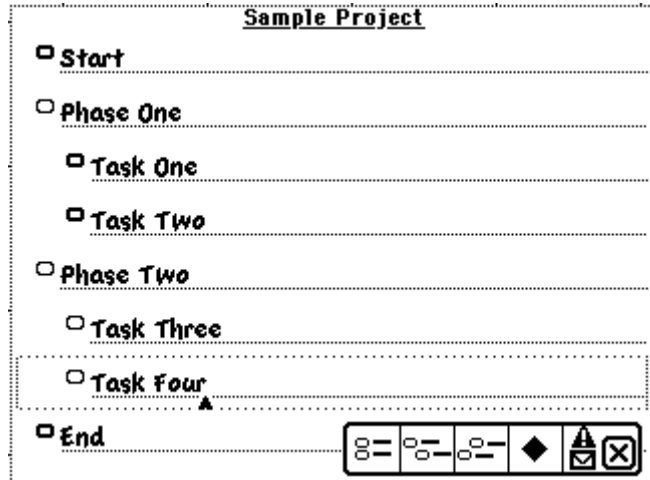 Sample Project
Start
Phase One
Task One
Task Two
Phase Two
Task Three
Task Four
End